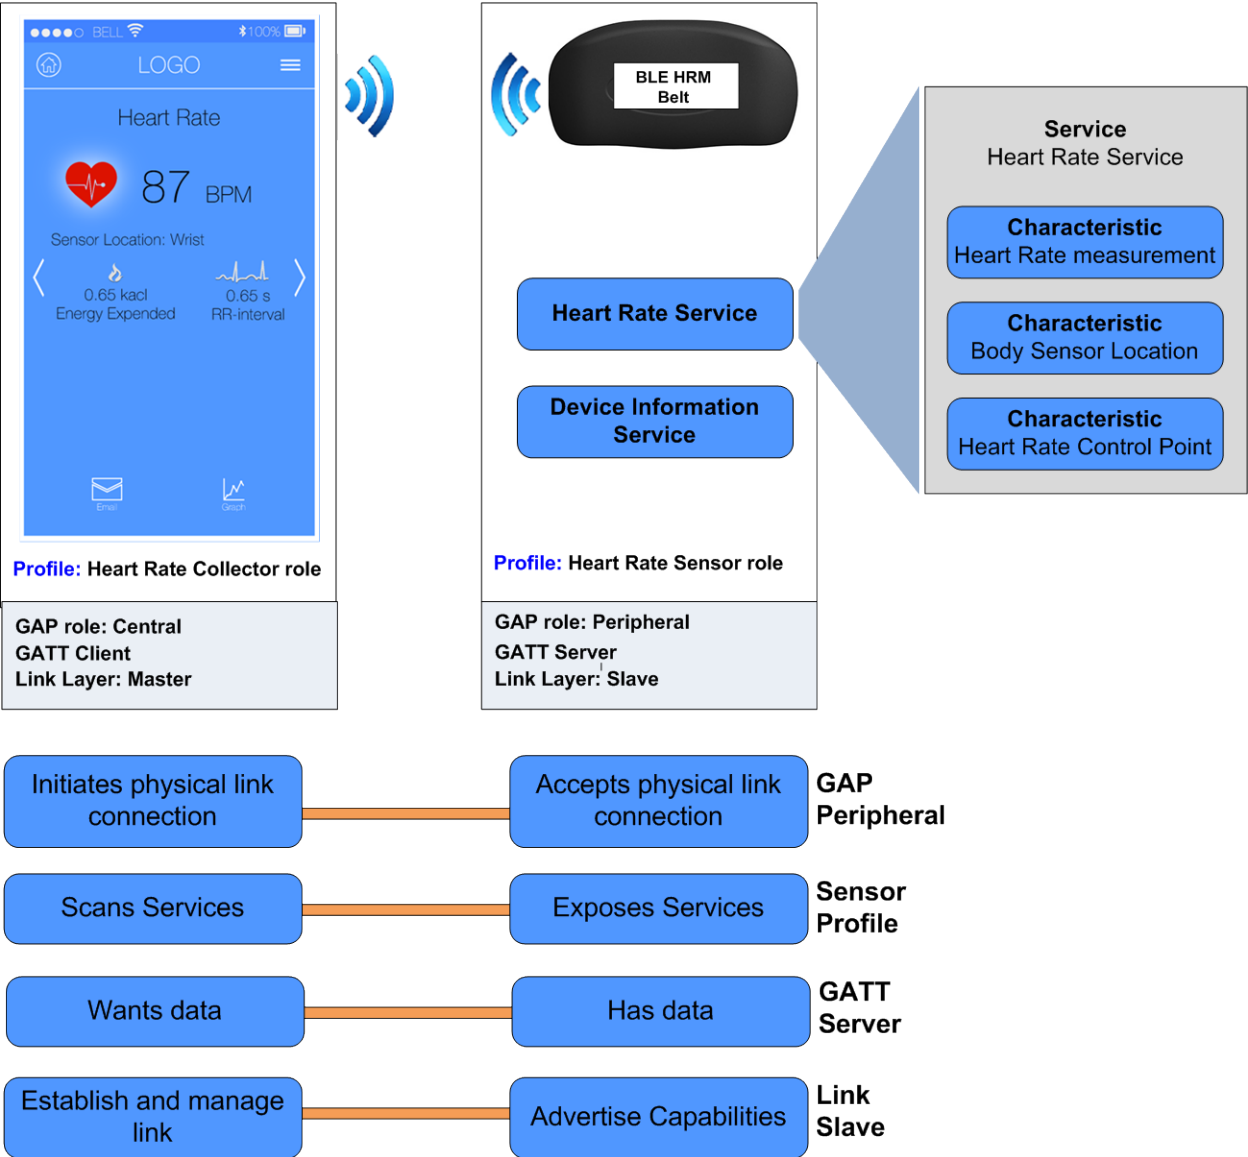 BELL
100%
LOGO
Heart Rate
87 BPM
Sensor Location: Wrist
0.65 kacl
Energy Expended
0.65 s
RR-interval
Email
Graph
Profile: Heart Rate Collector role
GAP role: Central
GATT Client
Link Layer: Master
BLE HRM
Belt
Heart Rate Service
Device Information
Service
Profile: Heart Rate Sensor role
GAP role: Peripheral
GATT Server
Link Layer: Slave
Service
Heart Rate Service
Characteristic
Heart Rate measurement
Characteristic
Body Sensor Location
Characteristic
Heart Rate Control Point
Initiates physical link
connection
Accepts physical link
connection
GAP
Peripheral
Scans Services
Exposes Services
Sensor
Profile
Wants data
Has data
GATT
Server
Establish and manage
link
Advertise Capabilities
Link
Slave